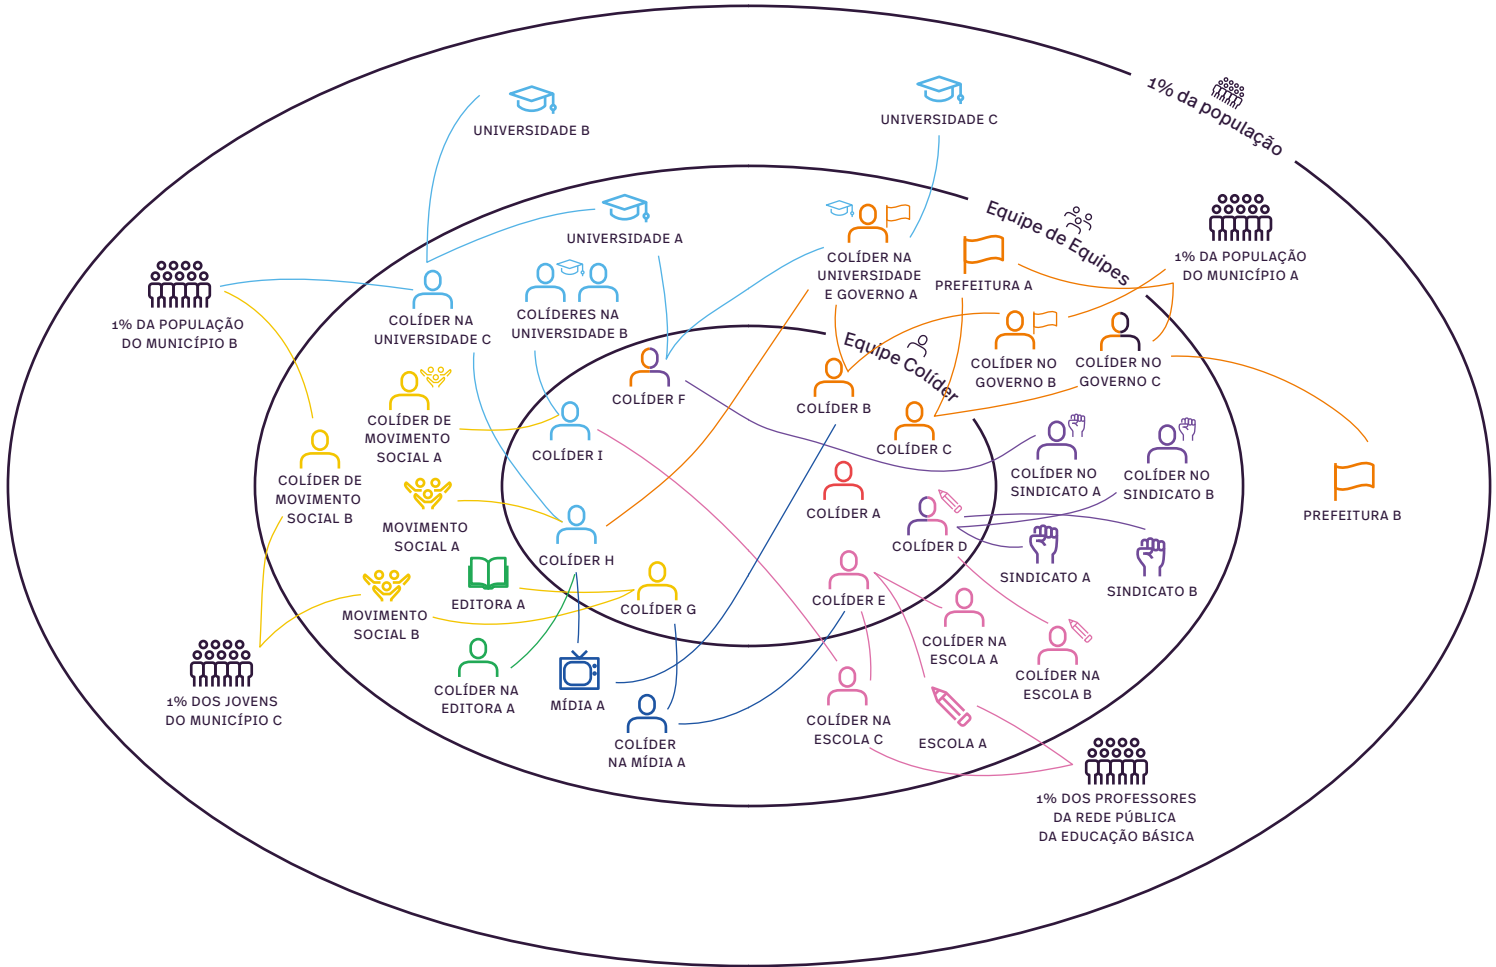 1% da população
UNIVERSIDADE B
UNIVERSIDADE C
Equipe de Equipes
UNIVERSIDADE A
COLÍDER NA
UNIVERSIDADE
E GOVERNO A
PREFEITURA A
1% DA POPULAÇÃO
DO MUNICÍPIO A
1% DA POPULAÇÃO
DO MUNICÍPIO B
COLÍDER NA
UNIVERSIDADE C
COLÍDERES NA
UNIVERSIDADE B
Equipe Colíder
COLÍDER NO
GOVERNO B
COLÍDER NO
GOVERNO C
COLÍDER F
COLÍDER B
COLÍDER DE
MOVIMENTO
SOCIAL A
COLÍDER I
COLÍDER C
COLÍDER DE
MOVIMENTO
SOCIAL B
COLÍDER NO
SINDICATO A
COLÍDER NO
SINDICATO B
COLÍDER A
PREFEITURA B
MOVIMENTO
SOCIAL A
COLÍDER H
COLÍDER D
SINDICATO A
SINDICATO B
EDITORA A
COLÍDER G
COLÍDER E
MOVIMENTO
SOCIAL B
COLÍDER NA
ESCOLA A
COLÍDER NA
ESCOLA B
1% DOS JOVENS
DO MUNICÍPIO C
COLÍDER NA
EDITORA A
MÍDIA A
COLÍDER
NA MÍDIA A
COLÍDER NA
ESCOLA C
ESCOLA A
1% DOS PROFESSORES
DA REDE PÚBLICA
DA EDUCAÇÃO BÁSICA